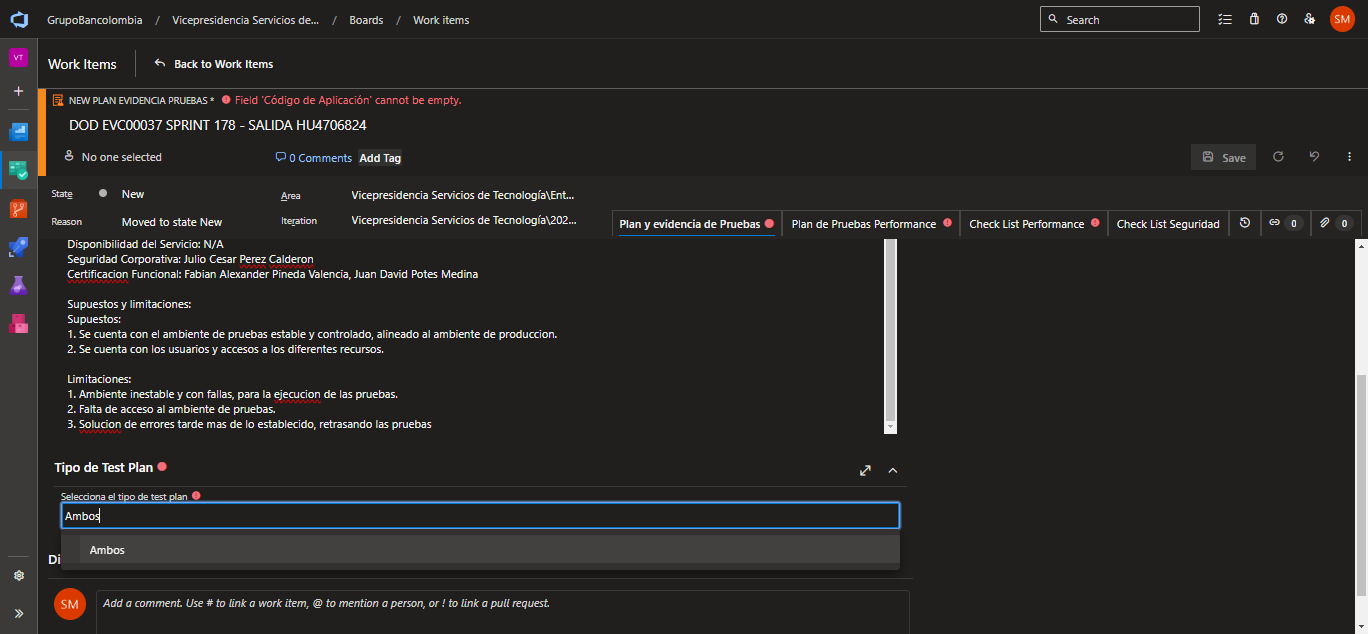 GrupoBancolombia / Vicepresidencia Servicios de... / Boards / Work items
Search
SM
VT
Work Items
Back to Work Items
NEW PLAN EVIDENCIA PRUEBAS * Field 'Código de Aplicación' cannot be empty.
DOD EVC00037 SPRINT 178 - SALIDA HU4706824
No one selected
0 Comments
Add Tag
Save
State
New
Area
Vicepresidencia Servicios de Tecnología\Ent...
Reason
Moved to state New
Iteration
Vicepresidencia Servicios de Tecnología\202...
Plan y evidencia de Pruebas
Plan de Pruebas Performance
Check List Performance
Check List Seguridad
0
0
Disponibilidad del Servicio: N/A
Seguridad Corporativa: Julio Cesar Perez Calderon
Certificacion Funcional: Fabian Alexander Pineda Valencia, Juan David Potes Medina
Supuestos y limitaciones:
Supuestos:
1. Se cuenta con el ambiente de pruebas estable y controlado, alineado al ambiente de produccion.
2. Se cuenta con los usuarios y accesos a los diferentes recursos.
Limitaciones:
1. Ambiente inestable y con fallas, para la ejecucion de las pruebas.
2. Falta de acceso al ambiente de pruebas.
3. Solucion de errores tarde mas de lo establecido, retrasando las pruebas
Tipo de Test Plan
Selecciona el tipo de test plan
Ambos
Ambos
Di
SM
Add a comment. Use # to link a work item, @ to mention a person, or ! to link a pull request.